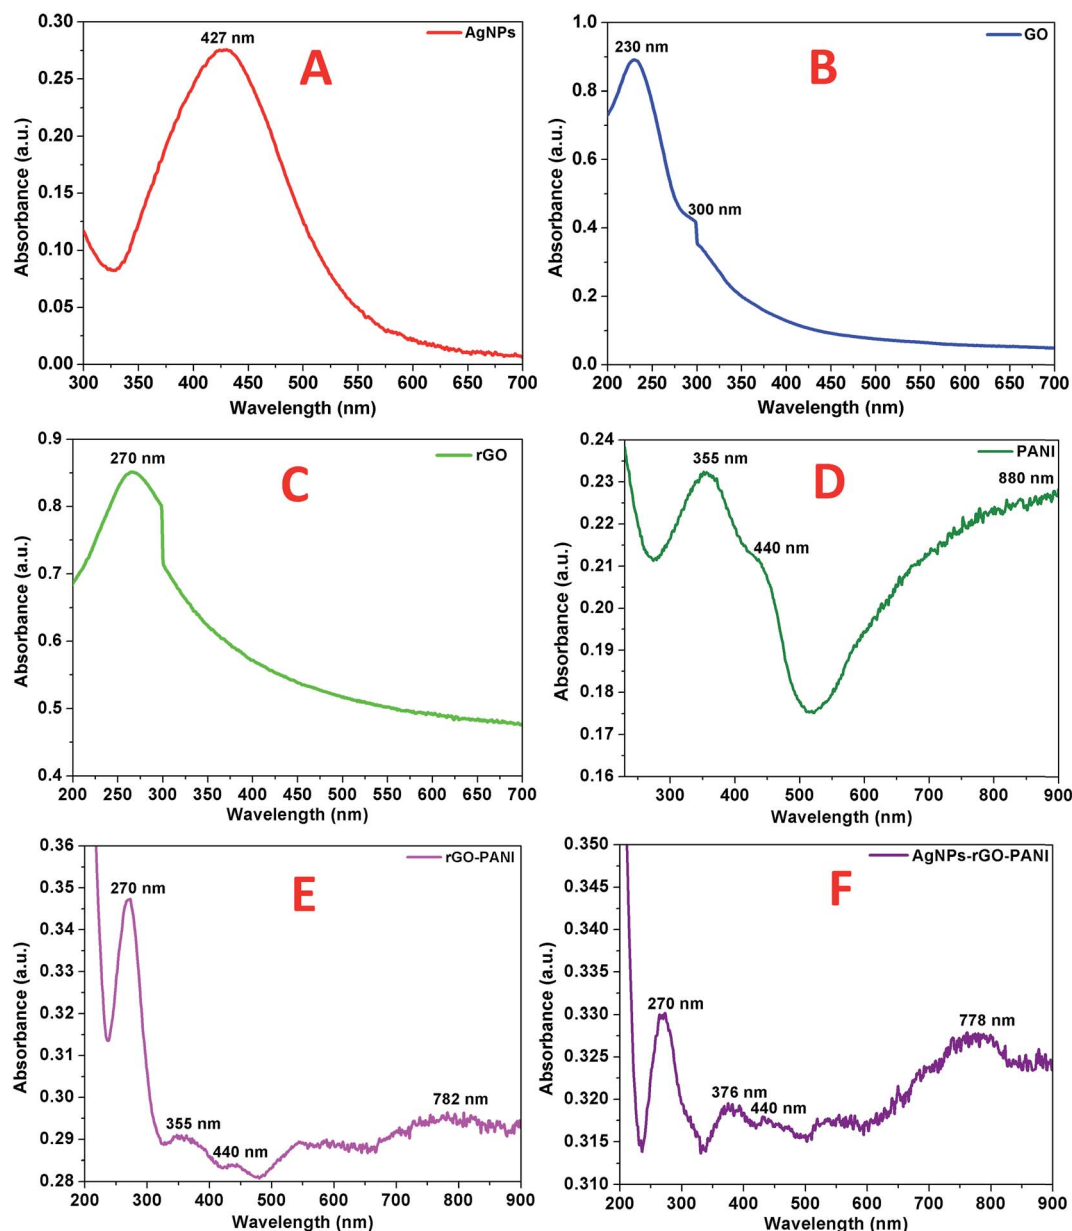 AgNPs
427 nm
A
0.30
0.25
0.20
0.15
0.10
0.05
0.00
Absorbance (a.u.)
300 350 400 450 500 550 600 650 700
Wavelength (nm)
GO
230 nm
B
300 nm
1.0
0.8
0.6
0.4
0.2
0.0
Absorbance (a.u.)
200 250 300 350 400 450 500 550 600 650 700
Wavelength (nm)
rGO
270 nm
C
0.9
0.8
0.7
0.6
0.5
0.4
Absorbance (a.u.)
200 250 300 350 400 450 500 550 600 650 700
Wavelength (nm)
PANI
355 nm
880 nm
D
440 nm
0.24
0.23
0.22
0.21
0.20
0.19
0.18
0.17
0.16
Absorbance (a.u.)
300 400 500 600 700 800 900
Wavelength (nm)
rGO-PANI
270 nm
E
355 nm
440 nm
782 nm
0.36
0.35
0.34
0.33
0.32
0.31
0.30
0.29
0.28
Absorbance (a.u.)
200 300 400 500 600 700 800 900
Wavelength (nm)
AgNPs-rGO-PANI
F
270 nm
778 nm
376 nm
440 nm
0.350
0.345
0.340
0.335
0.330
0.325
0.320
0.315
0.310
Absorbance (a.u.)
200 300 400 500 600 700 800 900
Wavelength (nm)